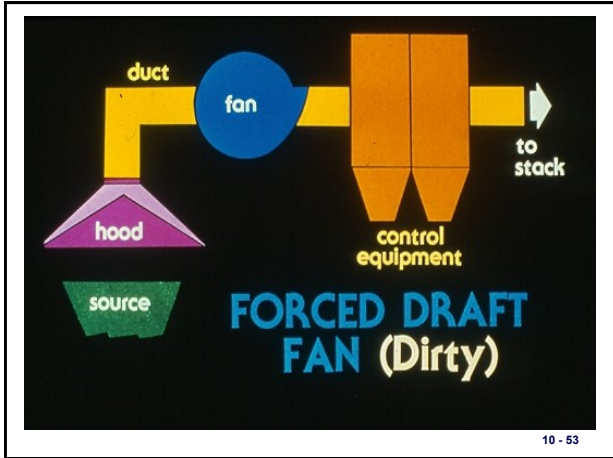 duct
fan
to
stack
hood
control
equipment
source
FORCED DRAFT
FAN (Dirty)
10 - 53